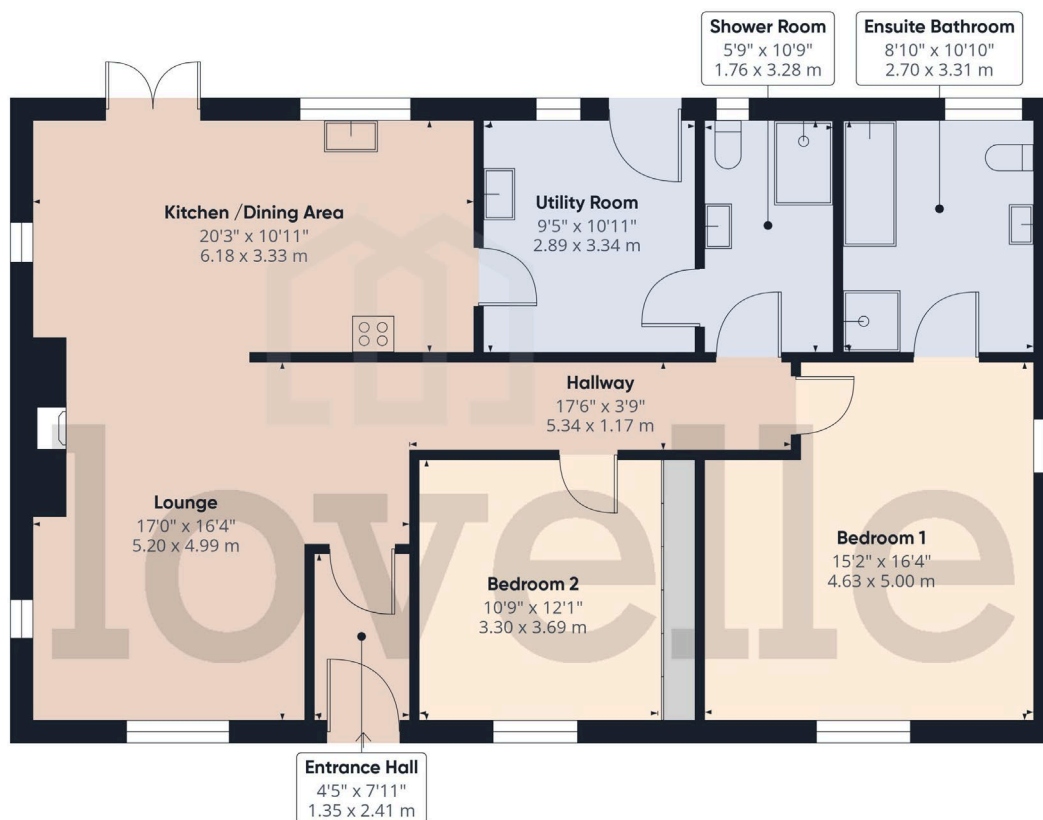 Shower Room
5'9" x 10'9"
1.76 x 3.28 m
Ensuite Bathroom
8'10" x 10'10"
2.70 x 3.31 m
Kitchen /Dining Area
20'3" x 10'11"
6.18 x 3.33 m
Utility Room
9'5" x 10'11"
2.89 x 3.34 m
Hallway
17'6" x 3'9"
5.34 x 1.17 m
Lounge
17'0" x 16'4"
5.20 x 4.99 m
Bedroom 2
10'9" x 12'1"
3.30 x 3.69 m
Bedroom 1
15'2" x 16'4"
4.63 x 5.00 m
lovelle
Entrance Hall
4'5" x 7'11"
1.35 x 2.41 m